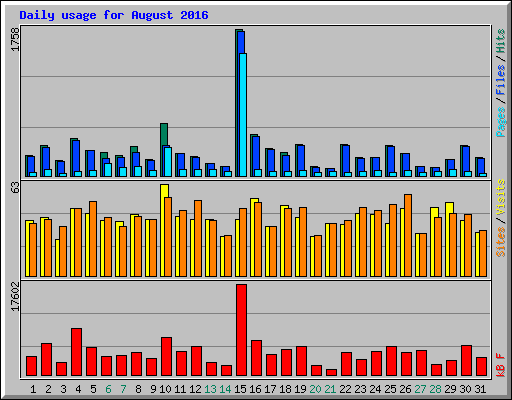 Daily usage for August 2016
1758
Pages / Files / Hits
63
Sites / Visits
17602
kB F
1 2 3 4 5 6 7 8 9 10 11 12 13 14 15 16 17 18 19 20 21 22 23 24 25 26 27 28 29 30 31